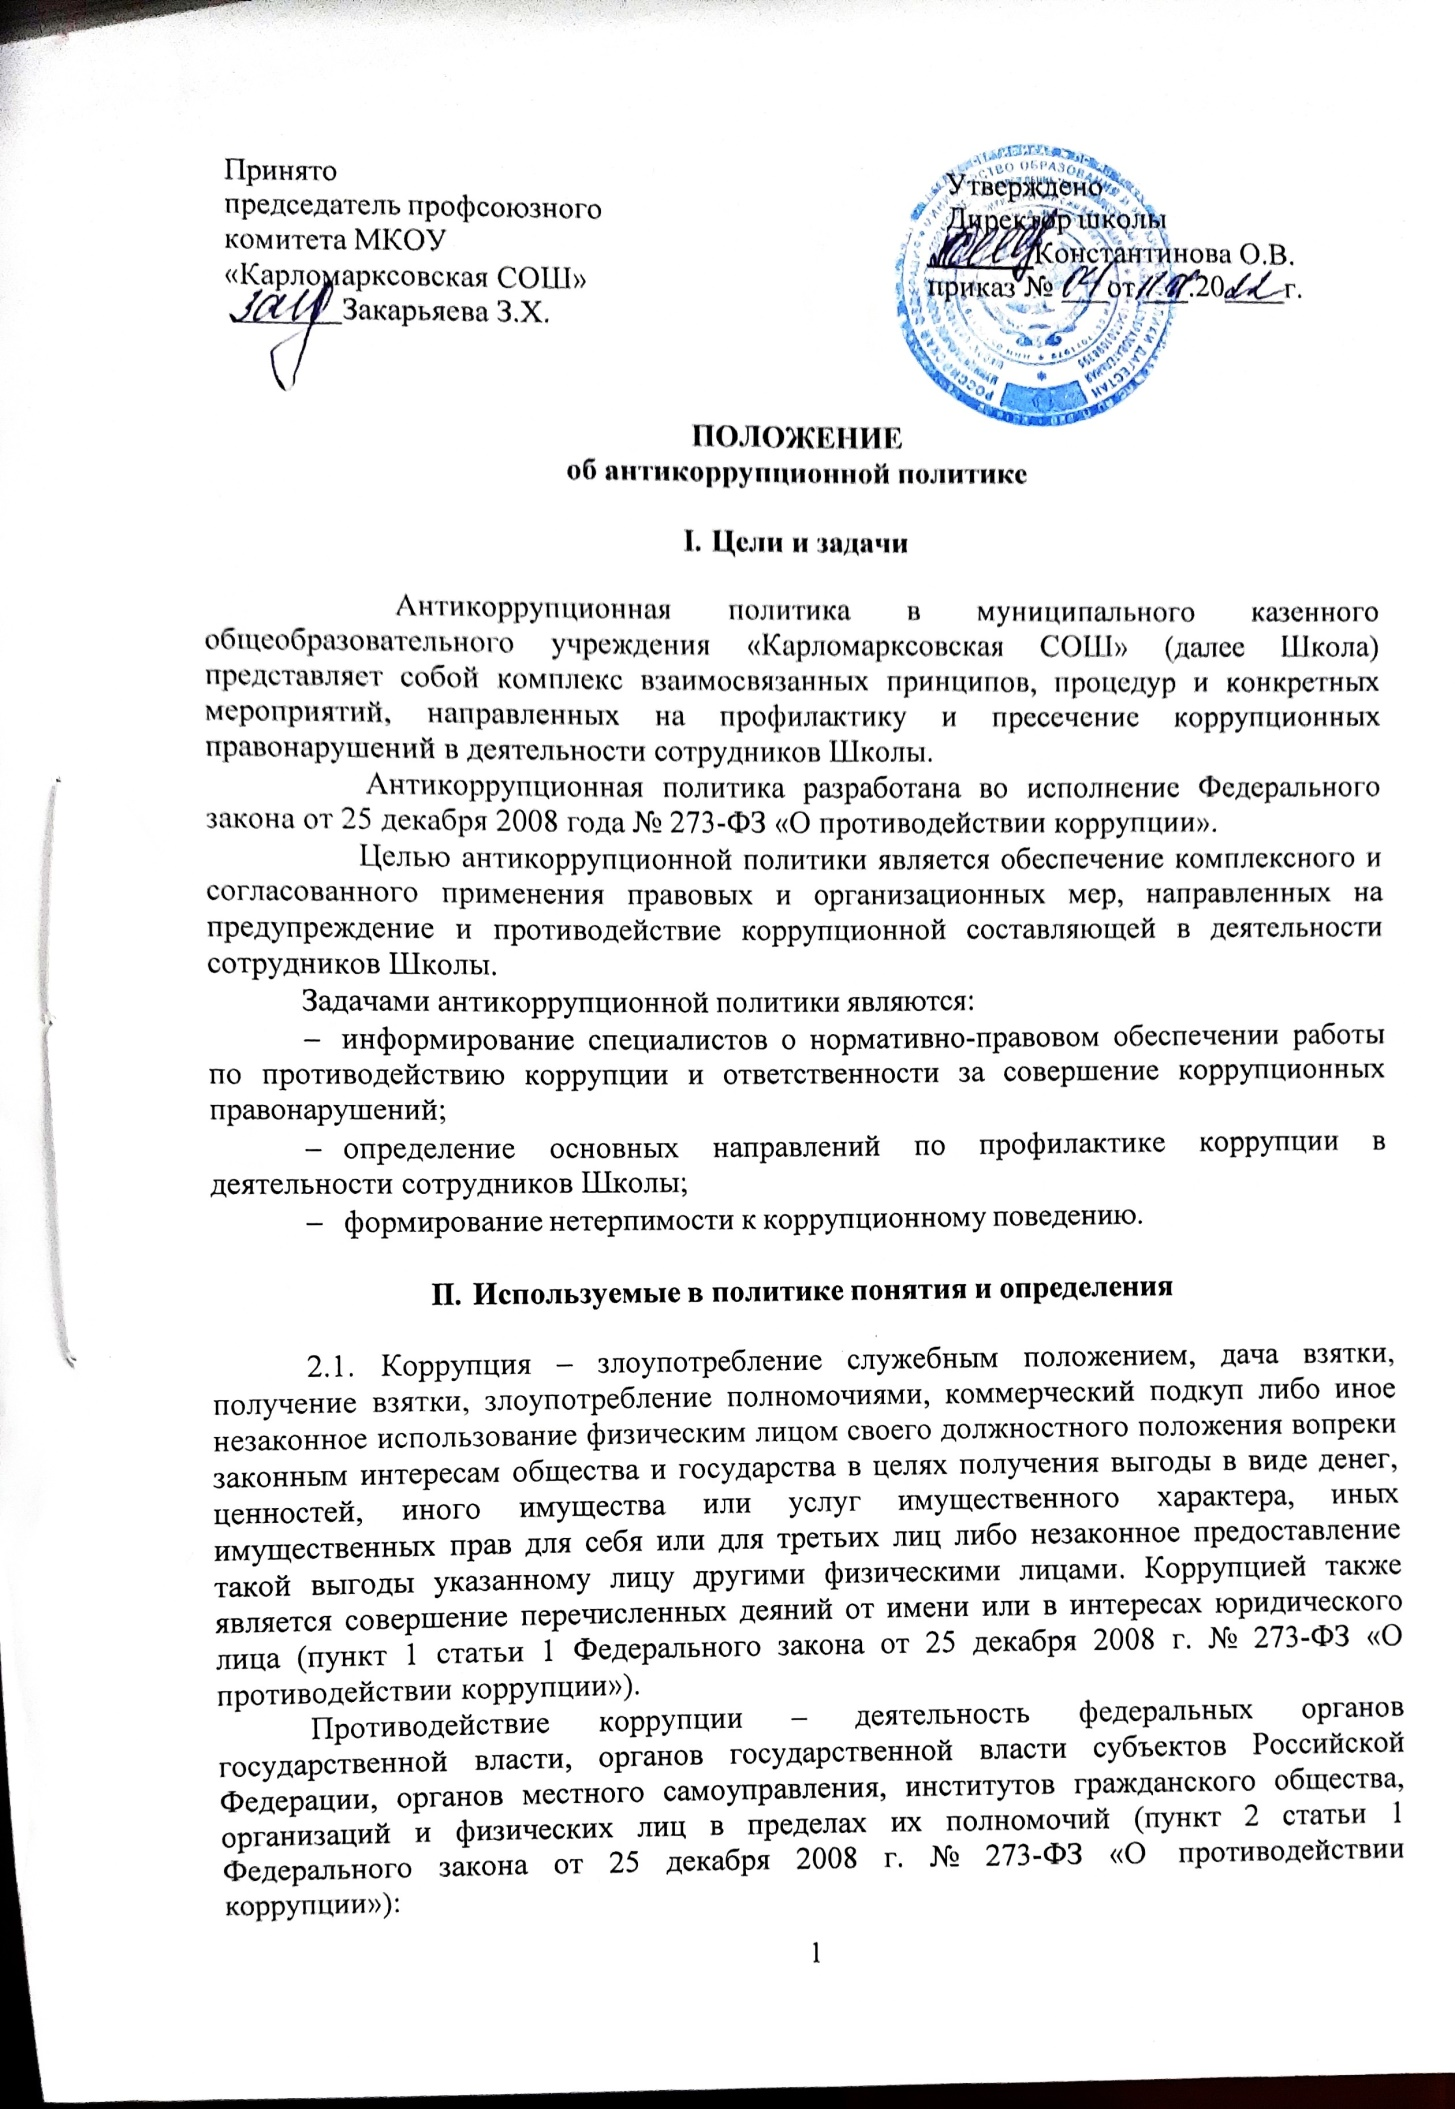 Принято
председатель профсоюзного
комитета МКОУ
«Карломарксовская СОШ»
Закарьяева З.Х.
Утверждено
Директор школы
Константинова О.В.
приказ № от .20 22 г.
ПОЛОЖЕНИЕ
об антикоррупционной политике
I. Цели и задачи
Антикоррупционная политика в муниципального казенного
общеобразовательного учреждения «Карломарксовская СОШ» (далее Школа)
представляет собой комплекс взаимосвязанных принципов, процедур и конкретных
мероприятий, направленных на профилактику и пресечение коррупционных
правонарушений в деятельности сотрудников Школы.
Антикоррупционная политика разработана во исполнение Федерального
закона от 25 декабря 2008 года № 273-ФЗ «О противодействии коррупции».
Целью антикоррупционной политики является обеспечение комплексного и
согласованного применения правовых и организационных мер, направленных на
предупреждение и противодействие коррупционной составляющей в деятельности
сотрудников Школы.
Задачами антикоррупционной политики являются:
– информирование специалистов о нормативно-правовом обеспечении работы
по противодействию коррупции и ответственности за совершение коррупционных
правонарушений;
– определение основных направлений по профилактике коррупции в
деятельности сотрудников Школы;
– формирование нетерпимости к коррупционному поведению.
II. Используемые в политике понятия и определения
2.1. Коррупция – злоупотребление служебным положением, дача взятки,
получение взятки, злоупотребление полномочиями, коммерческий подкуп либо иное
незаконное использование физическим лицом своего должностного положения вопреки
законным интересам общества и государства в целях получения выгоды в виде денег,
ценностей, иного имущества или услуг имущественного характера, иных
имущественных прав для себя или для третьих лиц либо незаконное предоставление
такой выгоды указанному лицу другими физическими лицами. Коррупцией также
является совершение перечисленных деяний от имени или в интересах юридического
лица (пункт 1 статьи 1 Федерального закона от 25 декабря 2008 г. № 273-ФЗ «О
противодействии коррупции»).
Противодействие коррупции – деятельность федеральных органов
государственной власти, органов государственной власти субъектов Российской
Федерации, органов местного самоуправления, институтов гражданского общества,
организаций и физических лиц в пределах их полномочий (пункт 2 статьи 1
Федерального закона от 25 декабря 2008 г. № 273-ФЗ «О противодействии
коррупции»):
1